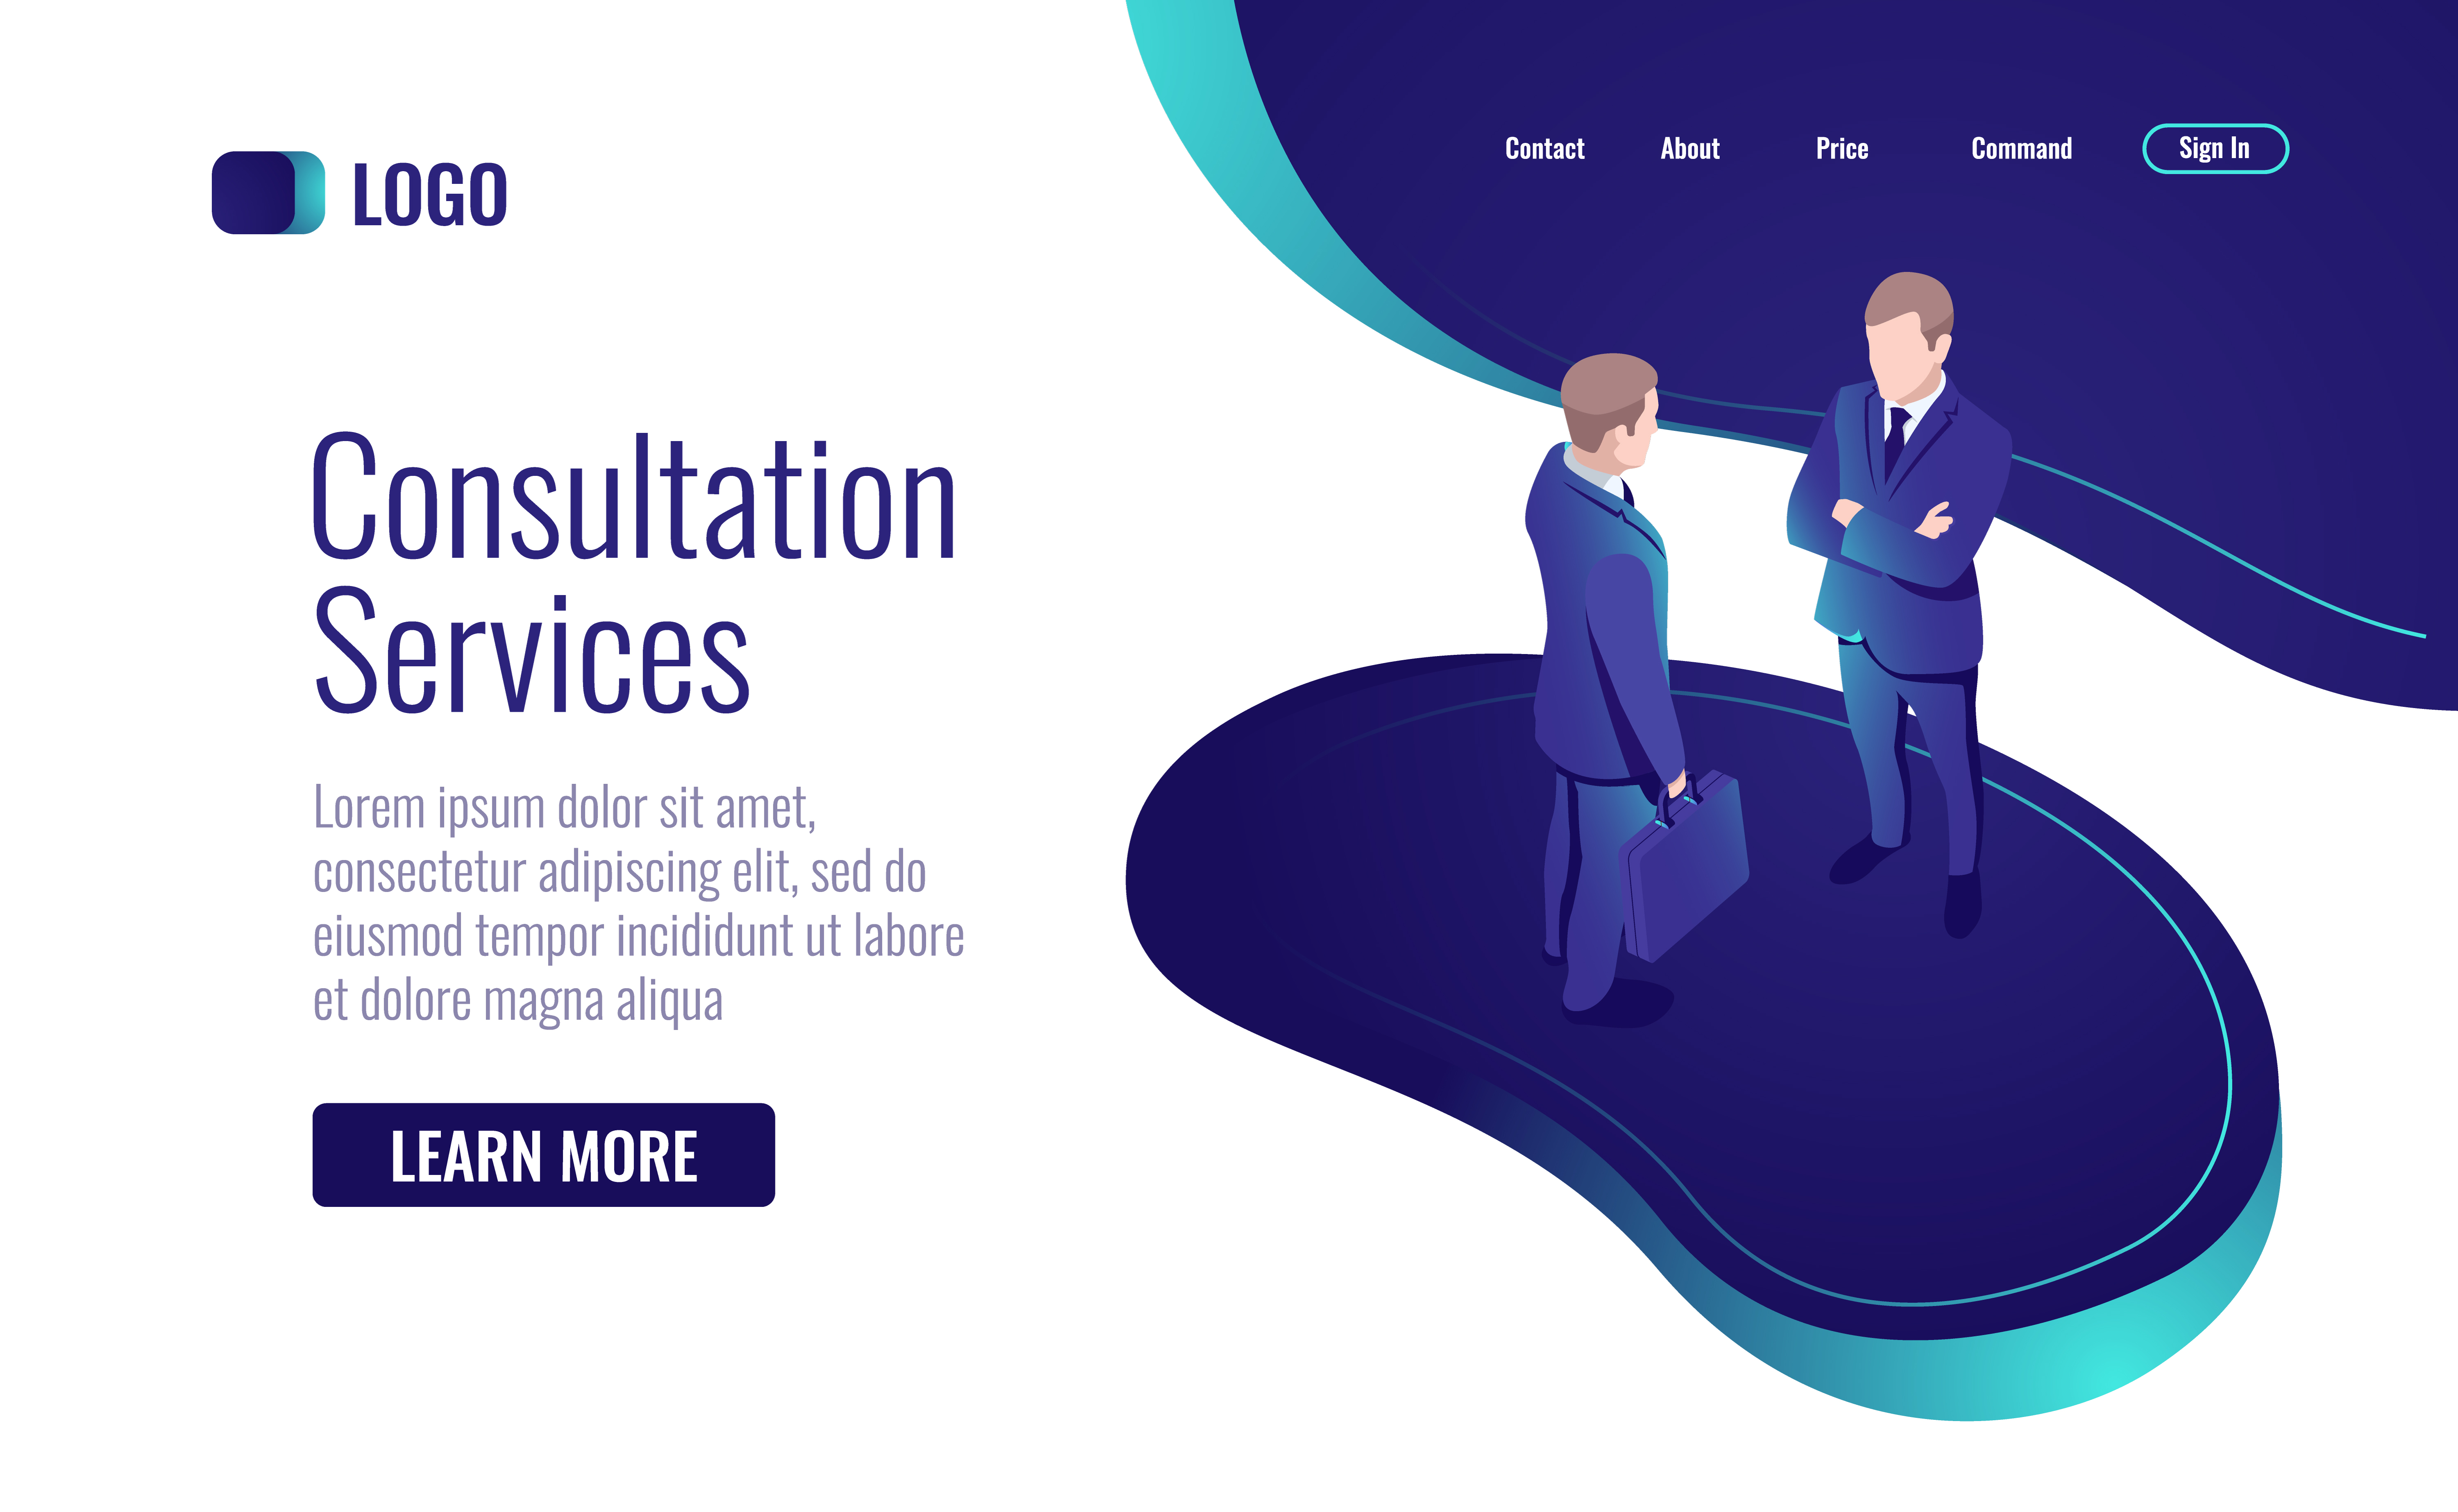 Contact About Price Command Sign In
LOGO
Consultation
Services
Lorem ipsum dolor sit amet,
consectetur adipiscing elit, sed do
eiusmod tempor incididunt ut labore
et dolore magna aliqua
LEARN MORE